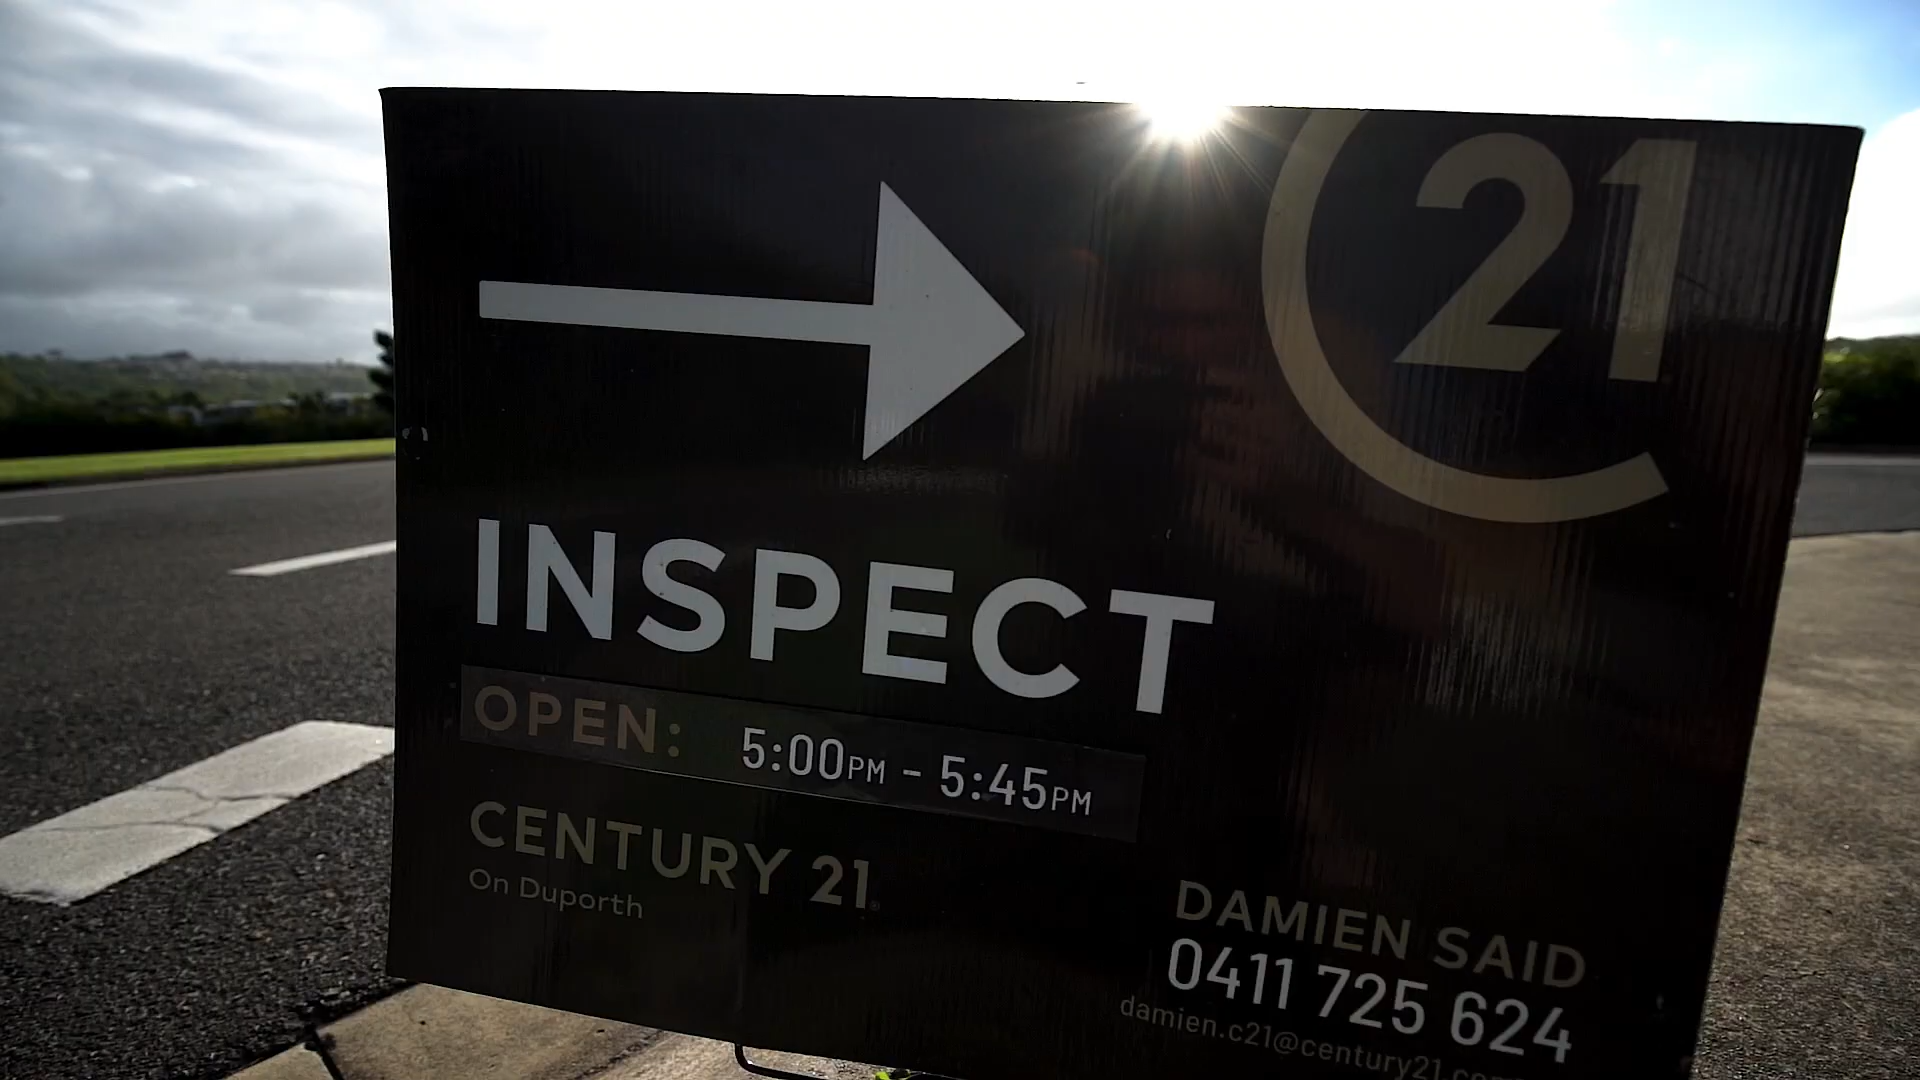 21
INSPECT
OPEN: 5:00PM - 5:45PM
CENTURY 21®
On Duporth
DAMIEN SAID
0411 725 624
damien.c21@century21.com